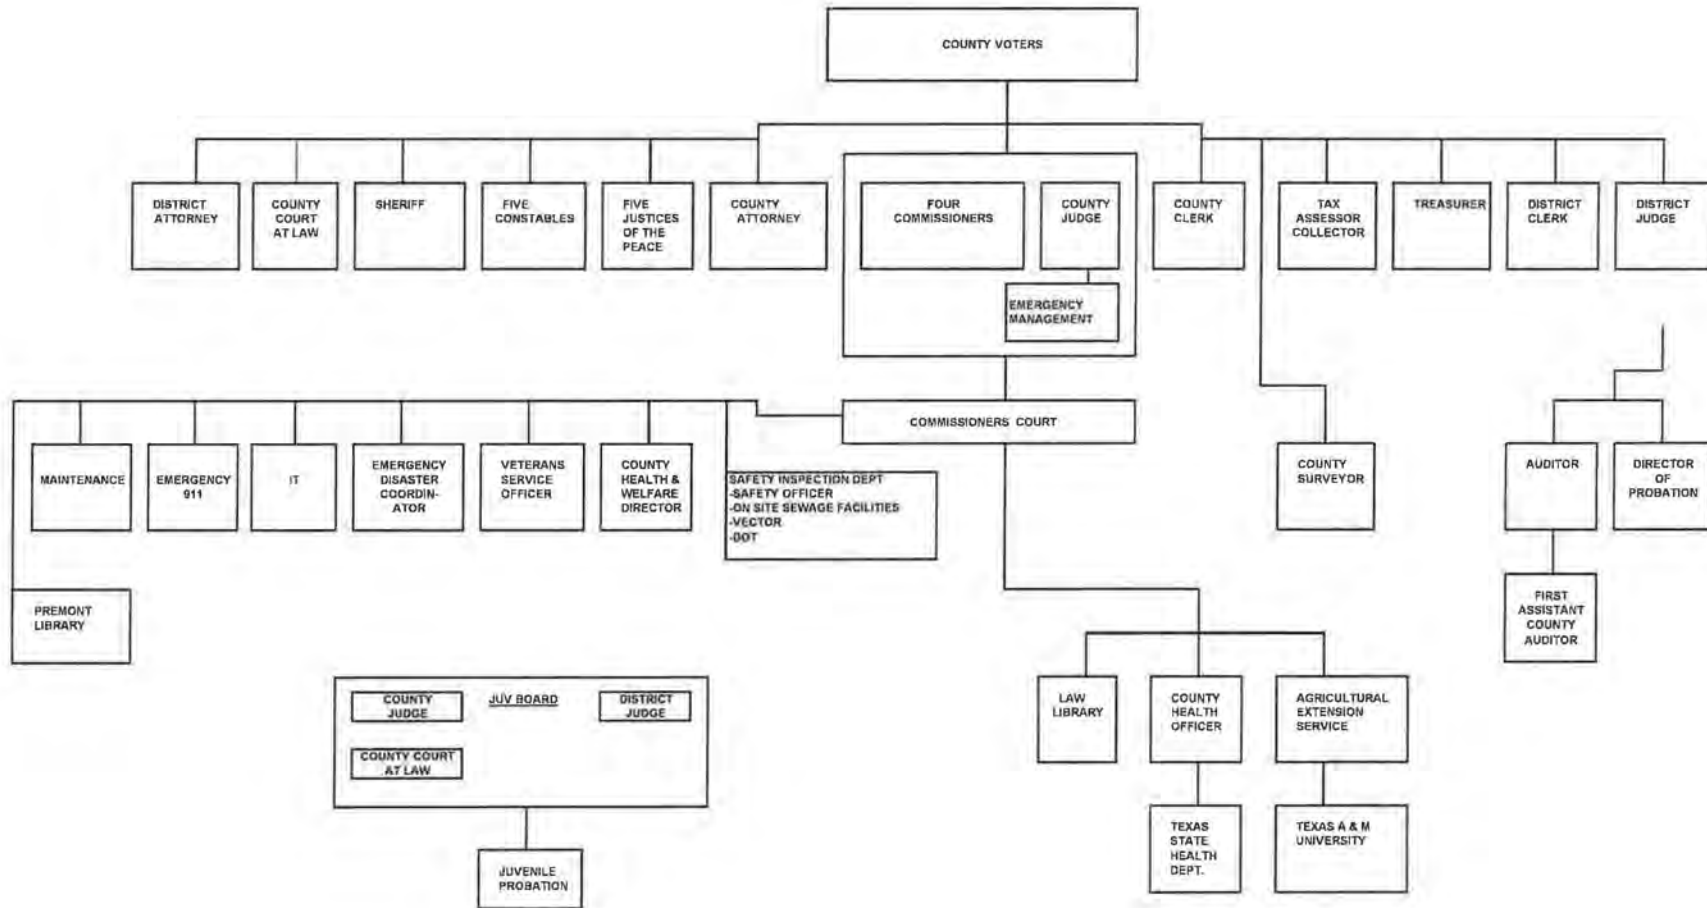 COUNTY VOTERS
DISTRICT
ATTORNEY
COUNTY
COURT
AT LAW
SHERIFF
FIVE
CONSTABLES
FIVE
JUSTICES
OF THE
PEACE
COUNTY
ATTORNEY
FOUR
COMMISSIONERS
COUNTY
JUDGE
EMERGENCY
MANAGEMENT
COUNTY
CLERK
TAX
ASSESSOR
COLLECTOR
TREASURER
DISTRICT
CLERK
DISTRICT
JUDGE
COMMISSIONERS COURT
MAINTENANCE
EMERGENCY
911
IT
EMERGENCY
DISASTER
COORDIN-
ATOR
VETERANS
SERVICE
OFFICER
COUNTY
HEALTH &
WELFARE
DIRECTOR
SAFETY INSPECTION DEPT
-SAFETY OFFICER
-ON SITE SEWAGE FACILITIES
-VECTOR
-DOT
COUNTY
SURVEYOR
AUDITOR
DIRECTOR
OF
PROBATION
PREMONT
LIBRARY
FIRST
ASSISTANT
COUNTY
AUDITOR
COUNTY
JUDGE
JUV BOARD
DISTRICT
JUDGE
COUNTY COURT
AT LAW
LAW
LIBRARY
COUNTY
HEALTH
OFFICER
AGRICULTURAL
EXTENSION
SERVICE
JUVENILE
PROBATION
TEXAS
STATE
HEALTH
DEPT.
TEXAS A & M
UNIVERSITY